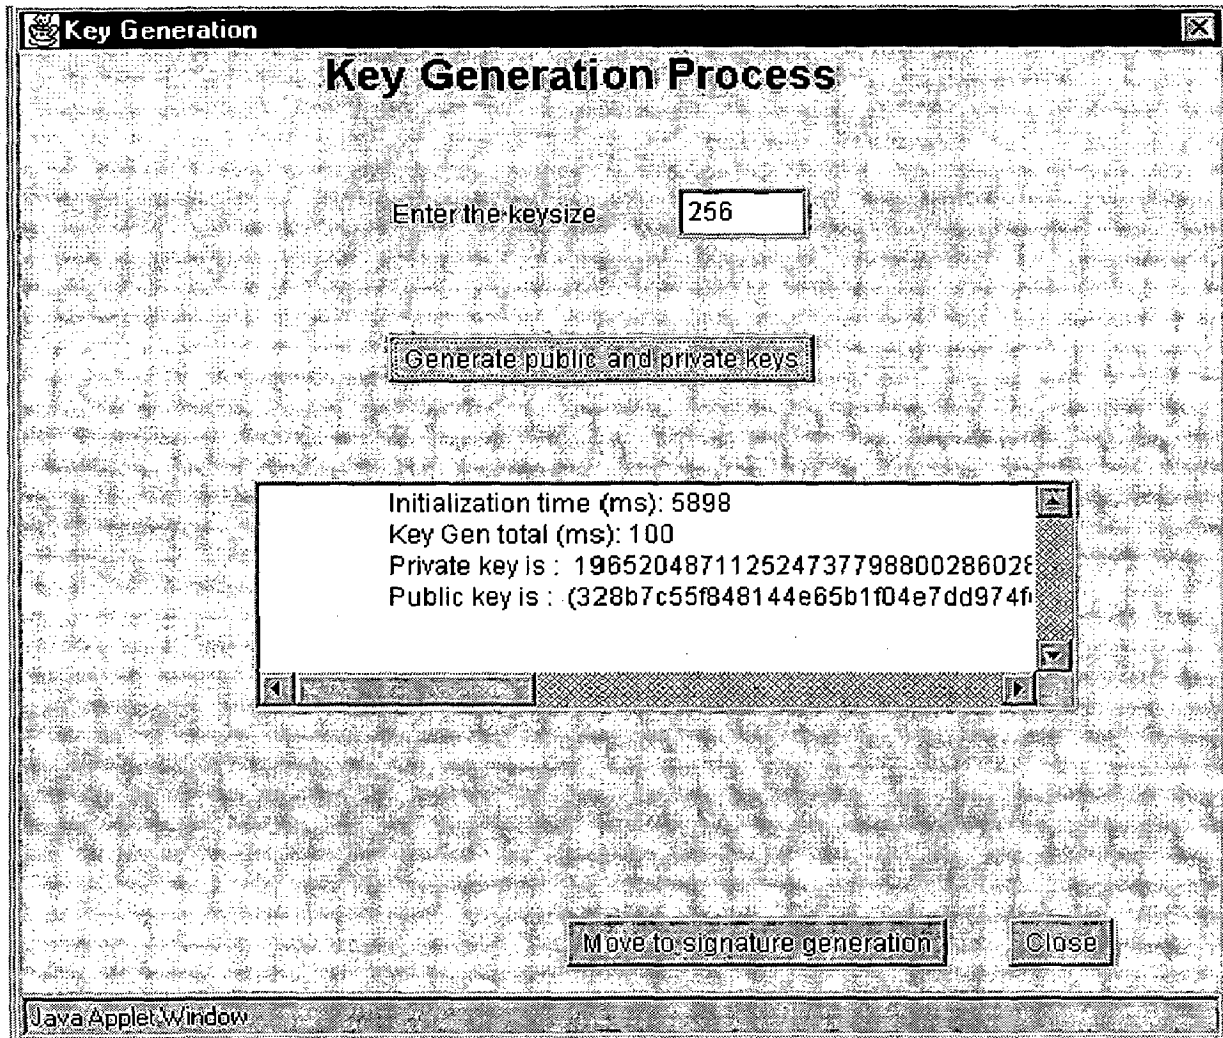 Key Generation
Key Generation Process
Enter the keysize 256
Generate public and private keys
Initialization time (ms): 5898
Key Gen total (ms): 100
Private key is : 196520487112524737798800286028
Public key is : (328b7c55f848144e65b1f04e7dd974f
Move to signature generation Close
Java Applet Window